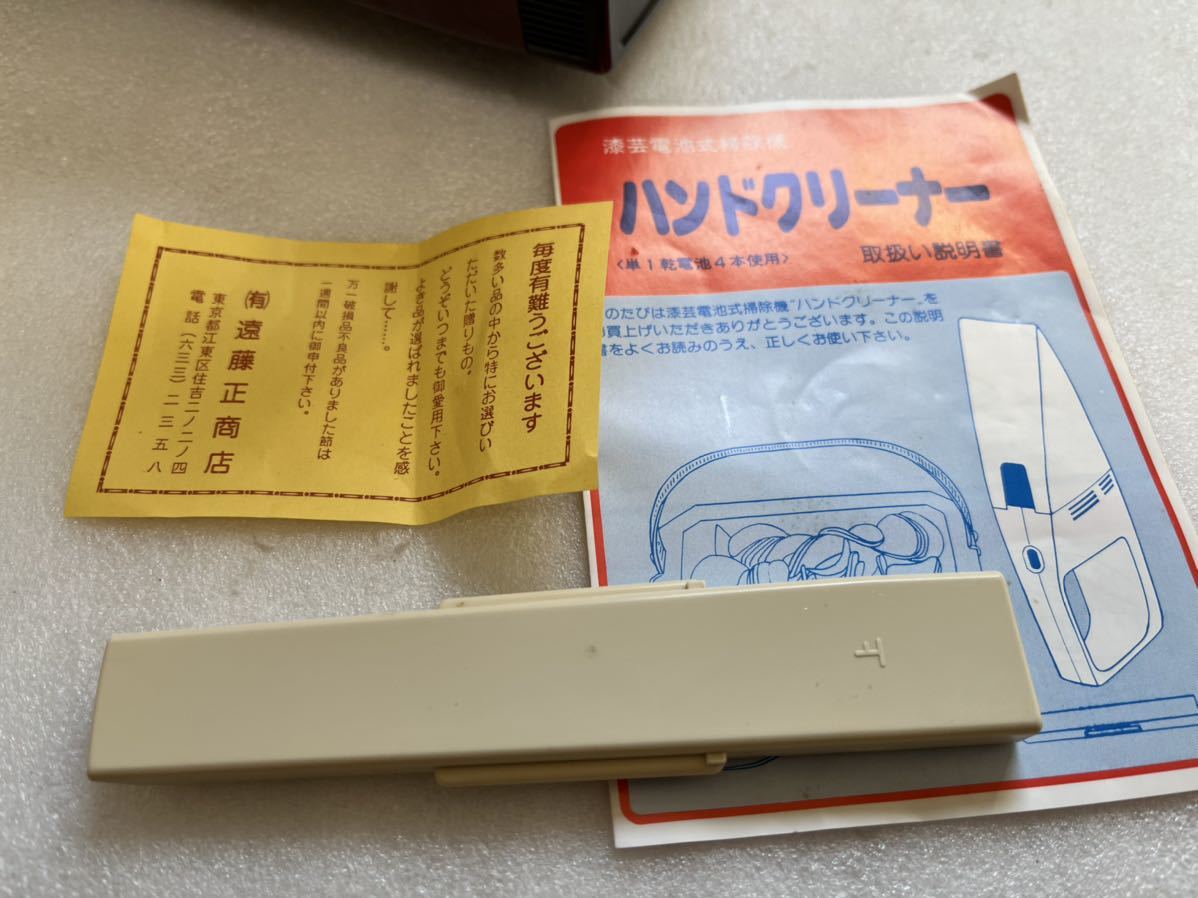 毎度有難うございます
数多い品の中から特にお選びい
ただいた贈りもの。
どうぞいつまでも御愛用下さい。
よき品が選ばれましたことを感
謝して……。
万一破損品不良品がありました節は
一週間以内に御申付下さい。
㈲遠藤正商店
東京都江東区住吉二ノ二ノ四
電話(六三三)二一三五八
漆芸電池式掃除機
ハンドクリーナー
〈単1乾電池4本使用〉
取扱い説明書
のたびは漆芸電池式掃除機“ハンドクリーナー„を
買上げいただきありがとうございます。この説明
書をよくお読みのうえ、正しくお使い下さい。
下